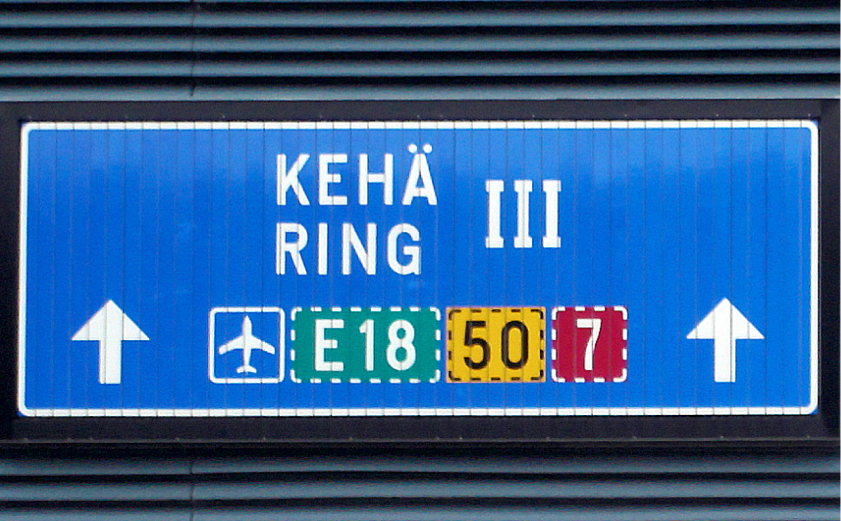 KEHÄ
RING
III
E18 50 7